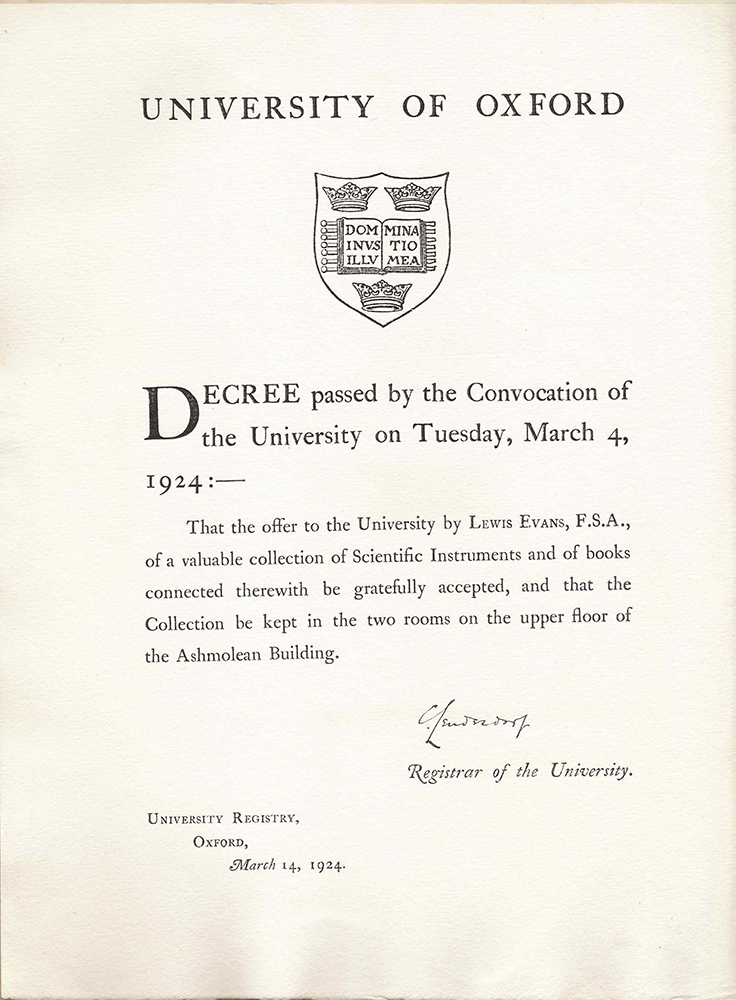 UNIVERSITY OF OXFORD
DOM MINA
INVS TIO
ILLV MEA
DECREE passed by the Convocation of
the University on Tuesday, March 4,
1924:—
That the offer to the University by LEWIS EVANS, F.S.A.,
of a valuable collection of Scientific Instruments and of books
connected therewith be gratefully accepted, and that the
Collection be kept in the two rooms on the upper floor of
the Ashmolean Building.
Registrar of the University.
UNIVERSITY REGISTRY,
OXFORD,
March 14, 1924.